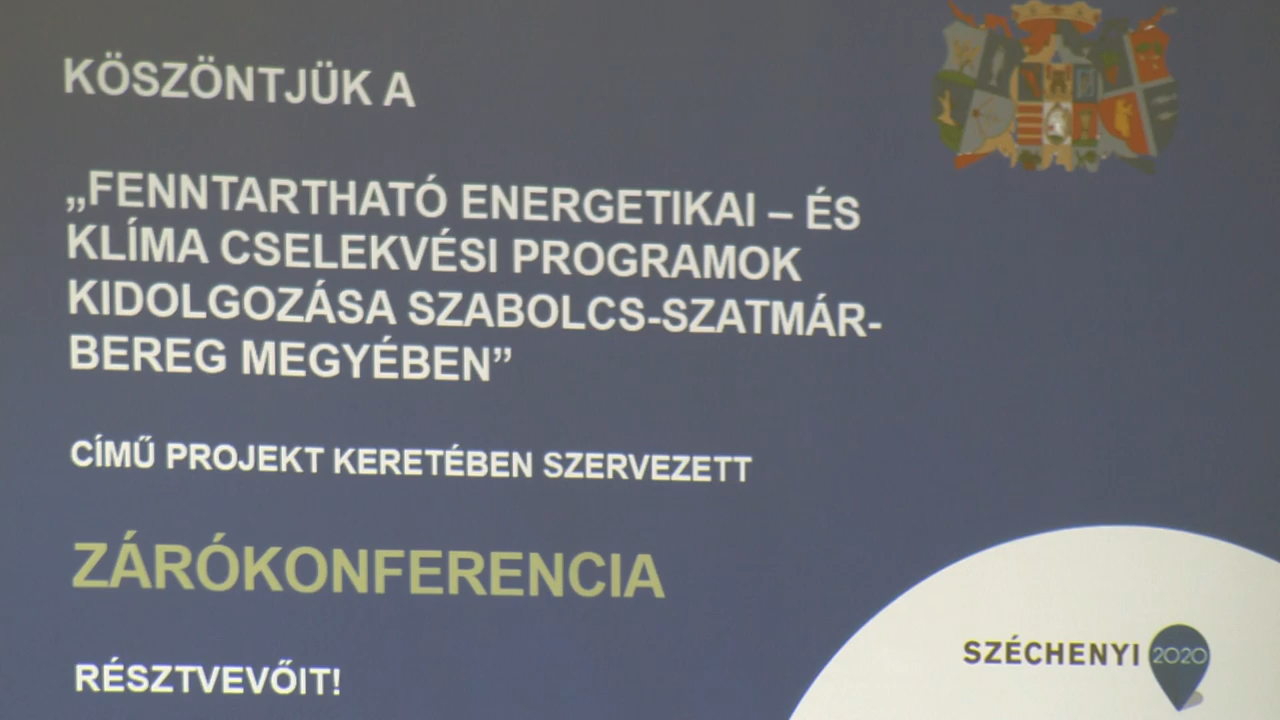 KÖSZÖNTJÜK A
„FENNTARTHATÓ ENERGETIKAI – ÉS
KLÍMA CSELEKVÉSI PROGRAMOK
KIDOLGOZÁSA SZABOLCS-SZATMÁR-
BEREG MEGYÉBEN”
CÍMŰ PROJEKT KERETÉBEN SZERVEZETT
ZÁRÓKONFERENCIA
RÉSZTVEVŐIT!
SZÉCHENYI 2020